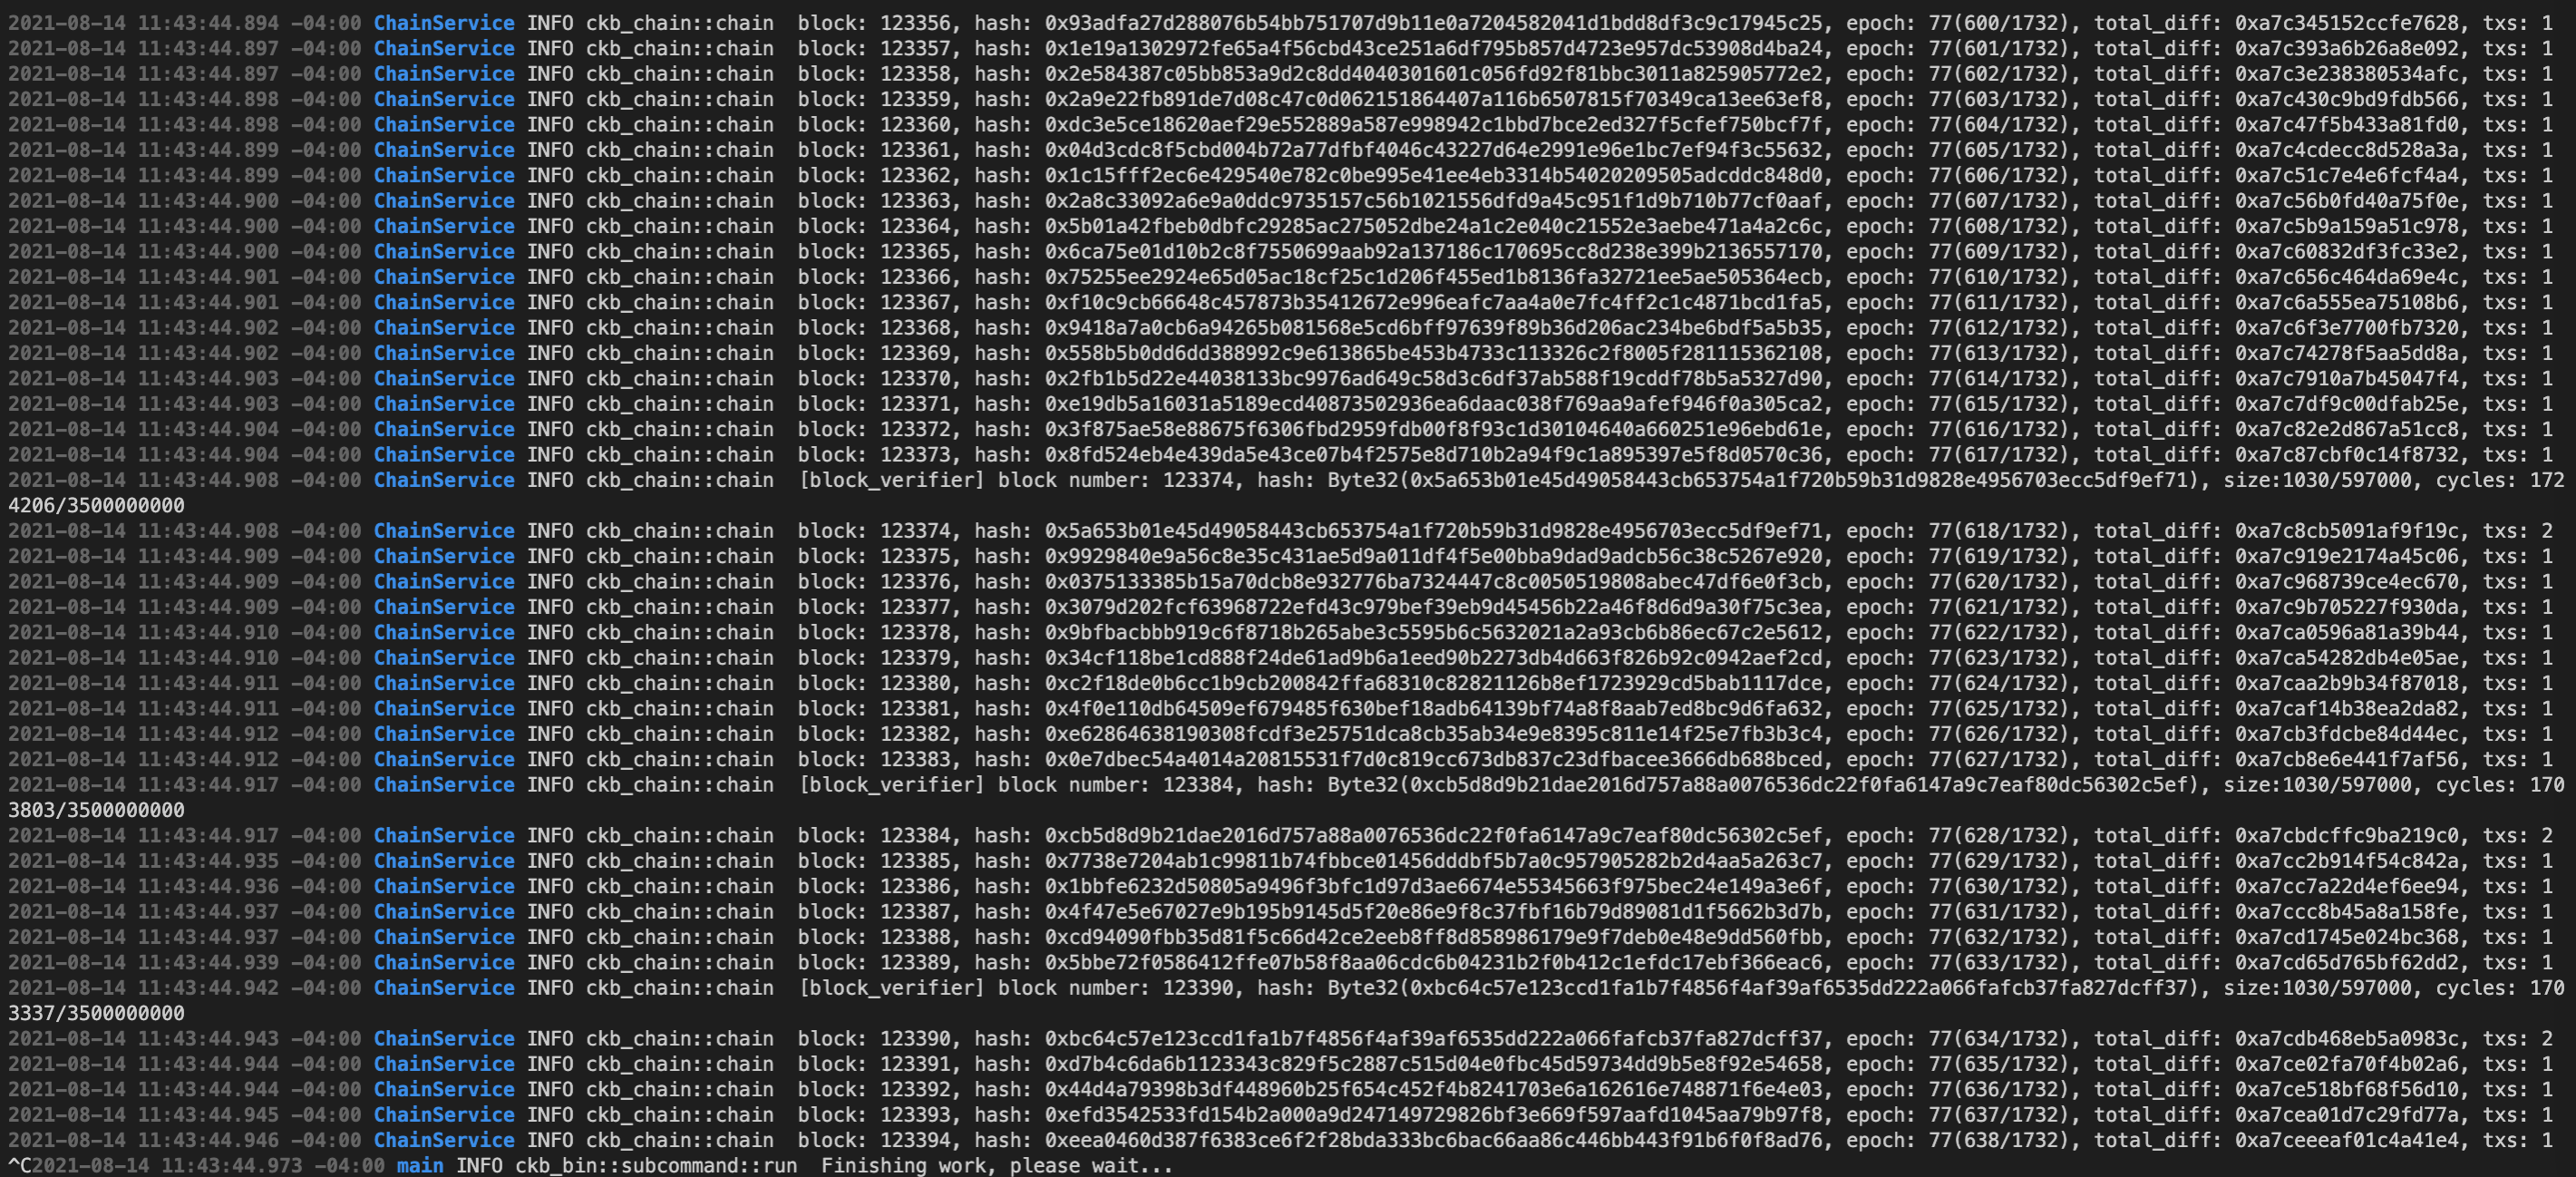 2021-08-14 11:43:44.894 -04:00 ChainService INFO ckb_chain::chain  block: 123356, hash: 0x93adfa27d288076b54bb751707d9b11e0a7204582041d1bdd8df3c9c17945c25, epoch: 77(600/1732), total_diff: 0xa7c345152ccfe7628, txs: 1
2021-08-14 11:43:44.897 -04:00 ChainService INFO ckb_chain::chain  block: 123357, hash: 0x1e19a1302972fe65a4f56cbd43ce251a6df795b857d4723e957dc53908d4ba24, epoch: 77(601/1732), total_diff: 0xa7c393a6b26a8e092, txs: 1
2021-08-14 11:43:44.897 -04:00 ChainService INFO ckb_chain::chain  block: 123358, hash: 0x2e584387c05bb853a9d2c8dd4040301601c056fd92f81bbc3011a825905772e2, epoch: 77(602/1732), total_diff: 0xa7c3e238380534afc, txs: 1
2021-08-14 11:43:44.898 -04:00 ChainService INFO ckb_chain::chain  block: 123359, hash: 0x2a9e22fb891de7d08c47c0d062151864407a116b6507815f70349ca13ee63ef8, epoch: 77(603/1732), total_diff: 0xa7c430c9bd9fdb566, txs: 1
2021-08-14 11:43:44.898 -04:00 ChainService INFO ckb_chain::chain  block: 123360, hash: 0xdc3e5ce18620aef29e552889a587e998942c1bbd7bce2ed327f5cfef750bcf7f, epoch: 77(604/1732), total_diff: 0xa7c47f5b433a81fd0, txs: 1
2021-08-14 11:43:44.899 -04:00 ChainService INFO ckb_chain::chain  block: 123361, hash: 0x04d3cdc8f5cbd004b72a77dfbf4046c43227d64e2991e96e1bc7ef94f3c55632, epoch: 77(605/1732), total_diff: 0xa7c4cdecc8d528a3a, txs: 1
2021-08-14 11:43:44.899 -04:00 ChainService INFO ckb_chain::chain  block: 123362, hash: 0x1c15fff2ec6e429540e782c0be995e41ee4eb3314b54020209505adcddc848d0, epoch: 77(606/1732), total_diff: 0xa7c51c7e4e6fcf4a4, txs: 1
2021-08-14 11:43:44.900 -04:00 ChainService INFO ckb_chain::chain  block: 123363, hash: 0x2a8c33092a6e9a0ddc9735157c56b1021556dfd9a45c951f1d9b710b77cf0aaf, epoch: 77(607/1732), total_diff: 0xa7c56b0fd40a75f0e, txs: 1
2021-08-14 11:43:44.900 -04:00 ChainService INFO ckb_chain::chain  block: 123364, hash: 0x5b01a42fbeb0dbfc29285ac275052dbe24a1c2e040c21552e3aebe471a4a2c6c, epoch: 77(608/1732), total_diff: 0xa7c5b9a159a51c978, txs: 1
2021-08-14 11:43:44.900 -04:00 ChainService INFO ckb_chain::chain  block: 123365, hash: 0x6ca75e01d10b2c8f7550699aab92a137186c170695cc8d238e399b2136557170, epoch: 77(609/1732), total_diff: 0xa7c60832df3fc33e2, txs: 1
2021-08-14 11:43:44.901 -04:00 ChainService INFO ckb_chain::chain  block: 123366, hash: 0x75255ee2924e65d05ac18cf25c1d206f455ed1b8136fa32721ee5ae505364ecb, epoch: 77(610/1732), total_diff: 0xa7c656c464da69e4c, txs: 1
2021-08-14 11:43:44.901 -04:00 ChainService INFO ckb_chain::chain  block: 123367, hash: 0xf10c9cb66648c457873b35412672e996eafc7aa4a0e7fc4ff2c1c4871bcd1fa5, epoch: 77(611/1732), total_diff: 0xa7c6a555ea75108b6, txs: 1
2021-08-14 11:43:44.902 -04:00 ChainService INFO ckb_chain::chain  block: 123368, hash: 0x9418a7a0cb6a94265b081568e5cd6bff97639f89b36d206ac234be6bdf5a5b35, epoch: 77(612/1732), total_diff: 0xa7c6f3e7700fb7320, txs: 1
2021-08-14 11:43:44.902 -04:00 ChainService INFO ckb_chain::chain  block: 123369, hash: 0x558b5b0dd6dd388992c9e613865be453b4733c113326c2f8005f281115362108, epoch: 77(613/1732), total_diff: 0xa7c74278f5aa5dd8a, txs: 1
2021-08-14 11:43:44.903 -04:00 ChainService INFO ckb_chain::chain  block: 123370, hash: 0x2fb1b5d22e44038133bc9976ad649c58d3c6df37ab588f19cddf78b5a5327d90, epoch: 77(614/1732), total_diff: 0xa7c7910a7b45047f4, txs: 1
2021-08-14 11:43:44.903 -04:00 ChainService INFO ckb_chain::chain  block: 123371, hash: 0xe19db5a16031a5189ecd40873502936ea6daac038f769aa9afef946f0a305ca2, epoch: 77(615/1732), total_diff: 0xa7c7df9c00dfab25e, txs: 1
2021-08-14 11:43:44.904 -04:00 ChainService INFO ckb_chain::chain  block: 123372, hash: 0x3f875ae58e88675f6306fbd2959fdb00f8f93c1d30104640a660251e96ebd61e, epoch: 77(616/1732), total_diff: 0xa7c82e2d867a51cc8, txs: 1
2021-08-14 11:43:44.904 -04:00 ChainService INFO ckb_chain::chain  block: 123373, hash: 0x8fd524eb4e439da5e43ce07b4f2575e8d710b2a94f9c1a895397e5f8d0570c36, epoch: 77(617/1732), total_diff: 0xa7c87cbf0c14f8732, txs: 1
2021-08-14 11:43:44.908 -04:00 ChainService INFO ckb_chain::chain  [block_verifier] block number: 123374, hash: Byte32(0x5a653b01e45d49058443cb653754a1f720b59b31d9828e4956703ecc5df9ef71), size:1030/597000, cycles: 172
4206/3500000000
2021-08-14 11:43:44.908 -04:00 ChainService INFO ckb_chain::chain  block: 123374, hash: 0x5a653b01e45d49058443cb653754a1f720b59b31d9828e4956703ecc5df9ef71, epoch: 77(618/1732), total_diff: 0xa7c8cb5091af9f19c, txs: 2
2021-08-14 11:43:44.909 -04:00 ChainService INFO ckb_chain::chain  block: 123375, hash: 0x9929840e9a56c8e35c431ae5d9a011df4f5e00bba9dad9adcb56c38c5267e920, epoch: 77(619/1732), total_diff: 0xa7c919e2174a45c06, txs: 1
2021-08-14 11:43:44.909 -04:00 ChainService INFO ckb_chain::chain  block: 123376, hash: 0x0375133385b15a70dcb8e932776ba7324447c8c0050519808abec47df6e0f3cb, epoch: 77(620/1732), total_diff: 0xa7c968739ce4ec670, txs: 1
2021-08-14 11:43:44.909 -04:00 ChainService INFO ckb_chain::chain  block: 123377, hash: 0x3079d202fcf63968722efd43c979bef39eb9d45456b22a46f8d6d9a30f75c3ea, epoch: 77(621/1732), total_diff: 0xa7c9b705227f930da, txs: 1
2021-08-14 11:43:44.910 -04:00 ChainService INFO ckb_chain::chain  block: 123378, hash: 0x9bfbacbbb919c6f8718b265abe3c5595b6c5632021a2a93cb6b86ec67c2e5612, epoch: 77(622/1732), total_diff: 0xa7ca0596a81a39b44, txs: 1
2021-08-14 11:43:44.910 -04:00 ChainService INFO ckb_chain::chain  block: 123379, hash: 0x34cf118be1cd888f24de61ad9b6a1eed90b2273db4d663f826b92c0942aef2cd, epoch: 77(623/1732), total_diff: 0xa7ca54282db4e05ae, txs: 1
2021-08-14 11:43:44.911 -04:00 ChainService INFO ckb_chain::chain  block: 123380, hash: 0xc2f18de0b6cc1b9cb200842ffa68310c82821126b8ef1723929cd5bab1117dce, epoch: 77(624/1732), total_diff: 0xa7caa2b9b34f87018, txs: 1
2021-08-14 11:43:44.911 -04:00 ChainService INFO ckb_chain::chain  block: 123381, hash: 0x4f0e110db64509ef679485f630bef18adb64139bf74a8f8aab7ed8bc9d6fa632, epoch: 77(625/1732), total_diff: 0xa7caf14b38ea2da82, txs: 1
2021-08-14 11:43:44.912 -04:00 ChainService INFO ckb_chain::chain  block: 123382, hash: 0xe62864638190308fcdf3e25751dca8cb35ab34e9e8395c811e14f25e7fb3b3c4, epoch: 77(626/1732), total_diff: 0xa7cb3fdcbe84d44ec, txs: 1
2021-08-14 11:43:44.912 -04:00 ChainService INFO ckb_chain::chain  block: 123383, hash: 0x0e7dbec54a4014a20815531f7d0c819cc673db837c23dfbacee3666db688bced, epoch: 77(627/1732), total_diff: 0xa7cb8e6e441f7af56, txs: 1
2021-08-14 11:43:44.917 -04:00 ChainService INFO ckb_chain::chain  [block_verifier] block number: 123384, hash: Byte32(0xcb5d8d9b21dae2016d757a88a0076536dc22f0fa6147a9c7eaf80dc56302c5ef), size:1030/597000, cycles: 170
3803/3500000000
2021-08-14 11:43:44.917 -04:00 ChainService INFO ckb_chain::chain  block: 123384, hash: 0xcb5d8d9b21dae2016d757a88a0076536dc22f0fa6147a9c7eaf80dc56302c5ef, epoch: 77(628/1732), total_diff: 0xa7cbdcffc9ba219c0, txs: 2
2021-08-14 11:43:44.935 -04:00 ChainService INFO ckb_chain::chain  block: 123385, hash: 0x7738e7204ab1c99811b74fbbce01456dddbf5b7a0c957905282b2d4aa5a263c7, epoch: 77(629/1732), total_diff: 0xa7cc2b914f54c842a, txs: 1
2021-08-14 11:43:44.936 -04:00 ChainService INFO ckb_chain::chain  block: 123386, hash: 0x1bbfe6232d50805a9496f3bfc1d97d3ae6674e55345663f975bec24e149a3e6f, epoch: 77(630/1732), total_diff: 0xa7cc7a22d4ef6ee94, txs: 1
2021-08-14 11:43:44.937 -04:00 ChainService INFO ckb_chain::chain  block: 123387, hash: 0x4f47e5e67027e9b195b9145d5f20e86e9f8c37fbf16b79d89081d1f5662b3d7b, epoch: 77(631/1732), total_diff: 0xa7ccc8b45a8a158fe, txs: 1
2021-08-14 11:43:44.937 -04:00 ChainService INFO ckb_chain::chain  block: 123388, hash: 0xcd94090fbb35d81f5c66d42ce2eeb8ff8d858986179e9f7deb0e48e9dd560fbb, epoch: 77(632/1732), total_diff: 0xa7cd1745e024bc368, txs: 1
2021-08-14 11:43:44.939 -04:00 ChainService INFO ckb_chain::chain  block: 123389, hash: 0x5bbe72f0586412ffe07b58f8aa06cdc6b04231b2f0b412c1efdc17ebf366eac6, epoch: 77(633/1732), total_diff: 0xa7cd65d765bf62dd2, txs: 1
2021-08-14 11:43:44.942 -04:00 ChainService INFO ckb_chain::chain  [block_verifier] block number: 123390, hash: Byte32(0xbc64c57e123ccd1fa1b7f4856f4af39af6535dd222a066fafcb37fa827dcff37), size:1030/597000, cycles: 170
3337/3500000000
2021-08-14 11:43:44.943 -04:00 ChainService INFO ckb_chain::chain  block: 123390, hash: 0xbc64c57e123ccd1fa1b7f4856f4af39af6535dd222a066fafcb37fa827dcff37, epoch: 77(634/1732), total_diff: 0xa7cdb468eb5a0983c, txs: 2
2021-08-14 11:43:44.944 -04:00 ChainService INFO ckb_chain::chain  block: 123391, hash: 0xd7b4c6da6b1123343c829f5c2887c515d04e0fbc45d59734dd9b5e8f92e54658, epoch: 77(635/1732), total_diff: 0xa7ce02fa70f4b02a6, txs: 1
2021-08-14 11:43:44.944 -04:00 ChainService INFO ckb_chain::chain  block: 123392, hash: 0x44d4a79398b3df448960b25f654c452f4b8241703e6a162616e748871f6e4e03, epoch: 77(636/1732), total_diff: 0xa7ce518bf68f56d10, txs: 1
2021-08-14 11:43:44.945 -04:00 ChainService INFO ckb_chain::chain  block: 123393, hash: 0xefd3542533fd154b2a000a9d247149729826bf3e669f597aafd1045aa79b97f8, epoch: 77(637/1732), total_diff: 0xa7cea01d7c29fd77a, txs: 1
2021-08-14 11:43:44.946 -04:00 ChainService INFO ckb_chain::chain  block: 123394, hash: 0xeeea0460d387f6383ce6f2f28bda333bc6bac66aa86c446bb443f91b6f0f8ad76, epoch: 77(638/1732), total_diff: 0xa7ceeeaf01c4a41e4, txs: 1
^C2021-08-14 11:43:44.973 -04:00 main INFO ckb_bin::subcommand::run  Finishing work, please wait...